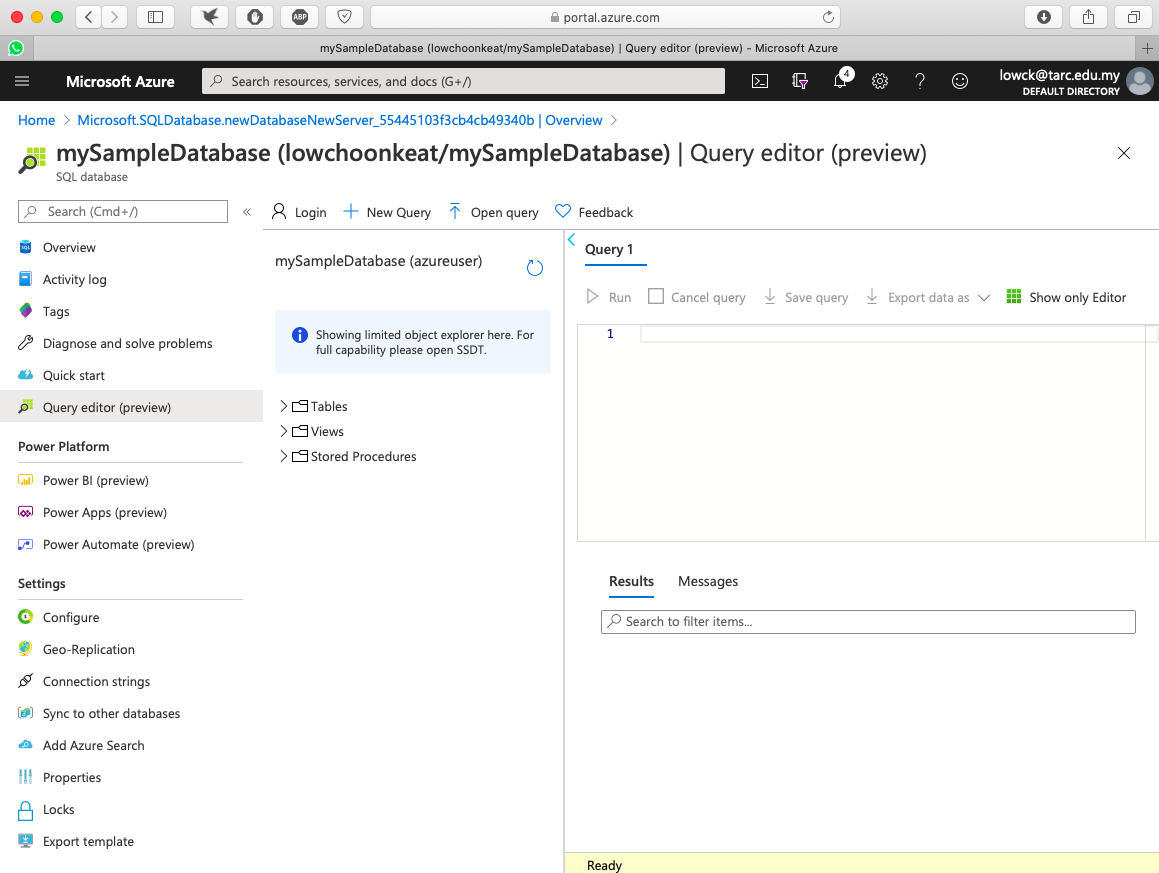 ABP
portal.azure.com
mySampleDatabase (lowchoonkeat/mySampleDatabase) | Query editor (preview) - Microsoft Azure
Microsoft Azure
Search resources, services, and docs (G+/)
4
lowck@tarc.edu.my
DEFAULT DIRECTORY
Home > Microsoft.SQLDatabase.newDatabaseNewServer_55445103f3cb4cb49340b | Overview >
mySampleDatabase (lowchoonkeat/mySampleDatabase) | Query editor (preview)
SQL database
Search (Cmd+/)
«
Login
New Query
Open query
Feedback
Overview
Activity log
Tags
Diagnose and solve problems
Quick start
Query editor (preview)
Power Platform
Power BI (preview)
Power Apps (preview)
Power Automate (preview)
Settings
Configure
Geo-Replication
Connection strings
Sync to other databases
Add Azure Search
Properties
Locks
Export template
mySampleDatabase (azureuser)
Showing limited object explorer here. For
full capability please open SSDT.
Tables
Views
Stored Procedures
Query 1
Run
Cancel query
Save query
Export data as
Show only Editor
1
Results
Messages
Search to filter items...
Ready